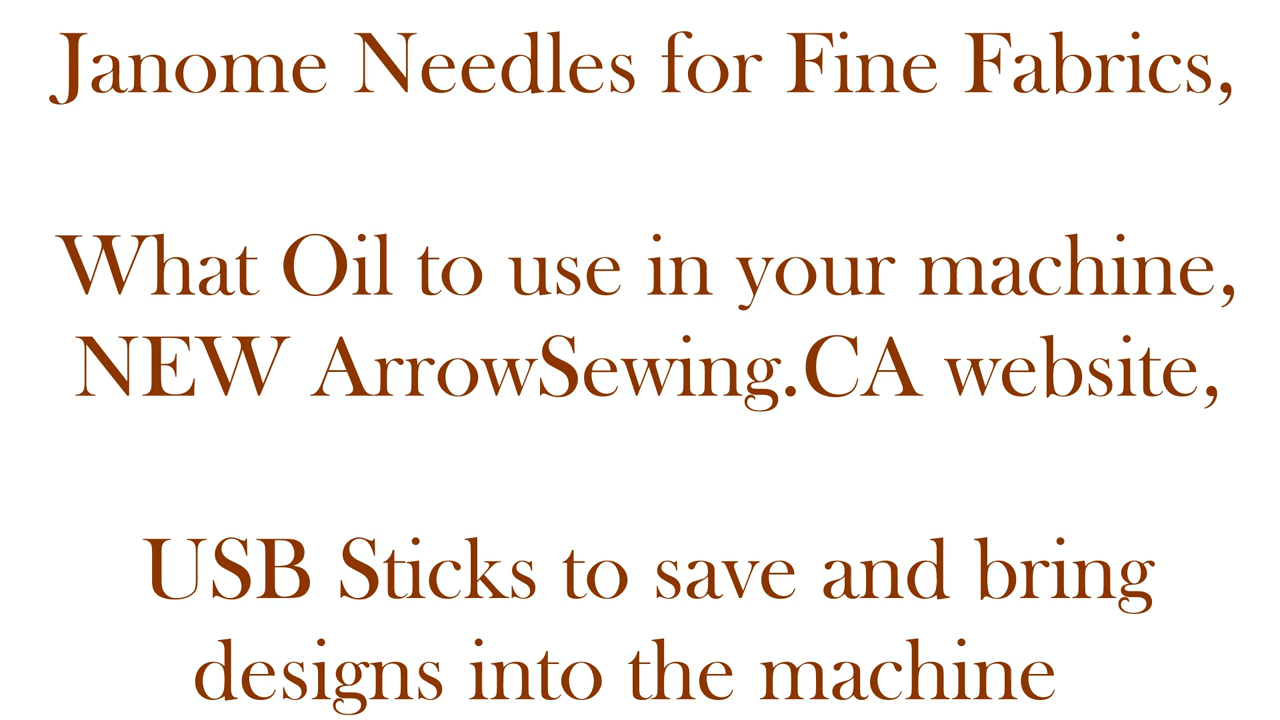 Janome Needles for Fine Fabrics,
What Oil to use in your machine,
NEW ArrowSewing.CA website,
USB Sticks to save and bring
designs into the machine